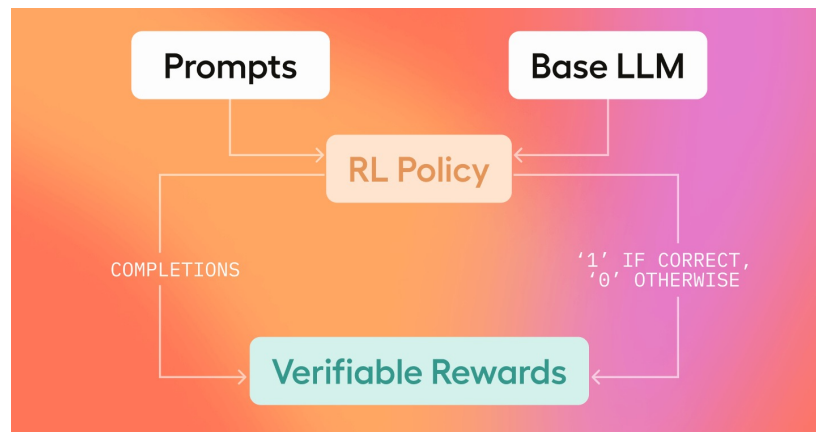 Prompts
Base LLM
RL Policy
COMPLETIONS
‘1’ IF CORRECT,
‘0’ OTHERWISE
Verifiable Rewards